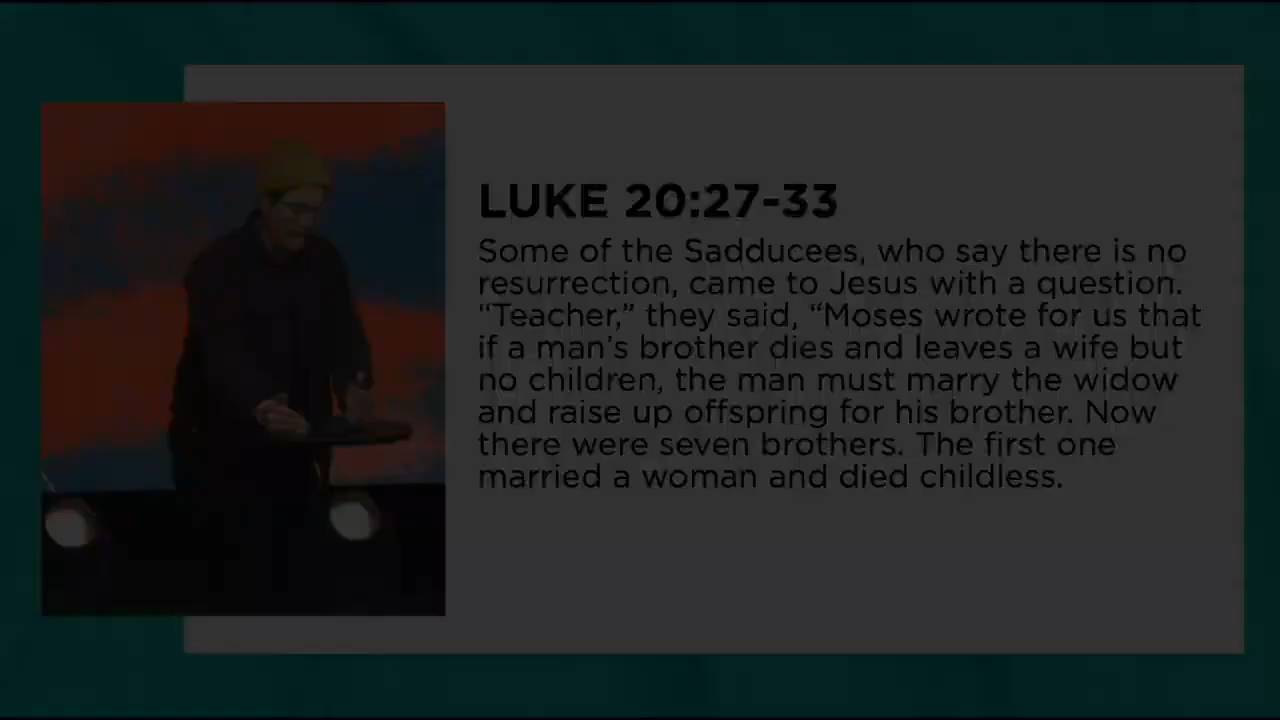 LUKE 20:27-33
Some of the Sadducees, who say there is no
resurrection, came to Jesus with a question.
“Teacher,” they said, “Moses wrote for us that
if a man’s brother dies and leaves a wife but
no children, the man must marry the widow
and raise up offspring for his brother. Now
there were seven brothers. The first one
married a woman and died childless.